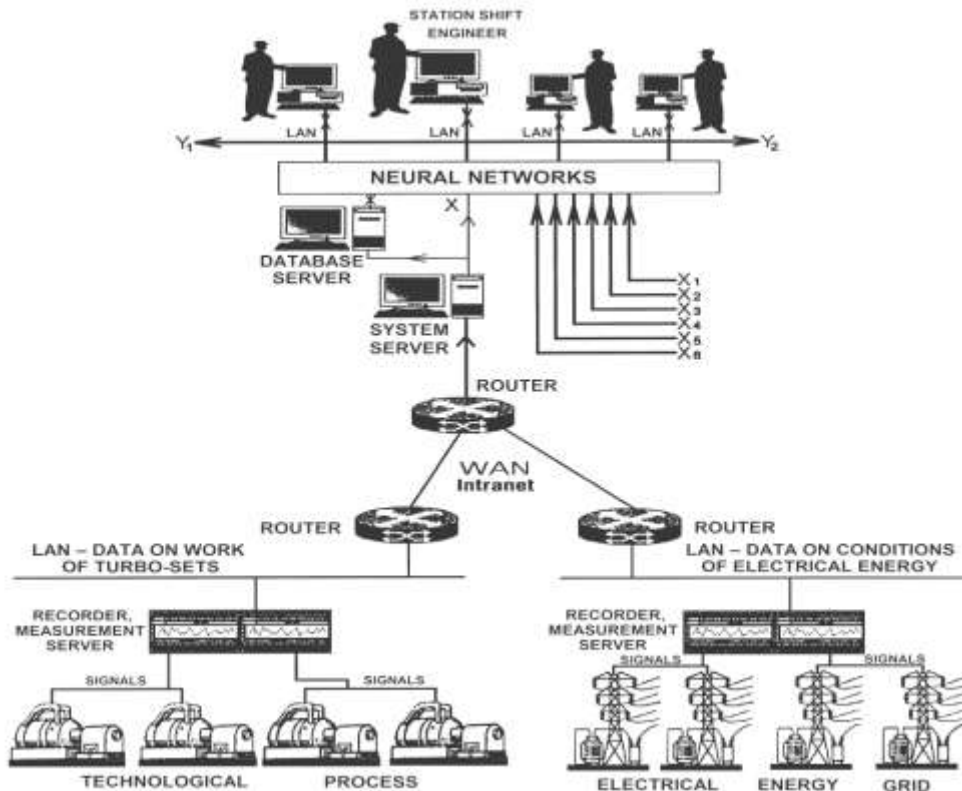 STATION SHIFT
ENGINEER
LAN LAN LAN LAN
Y1 Y2
NEURAL NETWORKS
X
DATABASE
SERVER
X1
X2
X3
X4
X5
X6
SYSTEM
SERVER
ROUTER
WAN
Intranet
ROUTER
ROUTER
LAN – DATA ON WORK
OF TURBO-SETS
LAN – DATA ON CONDITIONS
OF ELECTRICAL ENERGY
RECORDER,
MEASUREMENT
SERVER
RECORDER,
MEASUREMENT
SERVER
SIGNALS SIGNALS
SIGNALS SIGNALS
TECHNOLOGICAL PROCESS
ELECTRICAL ENERGY GRID